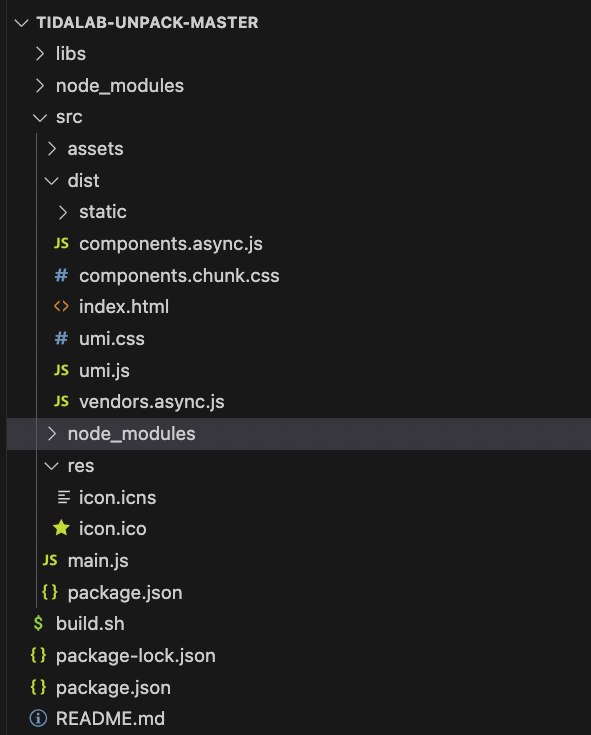 TIDALAB-UNPACK-MASTER
libs
node_modules
src
assets
dist
static
JS components.async.js
# components.chunk.css
<> index.html
# umi.css
JS umi.js
JS vendors.async.js
node_modules
res
icon.icns
icon.ico
JS main.js
{} package.json
$ build.sh
{} package-lock.json
{} package.json
README.md